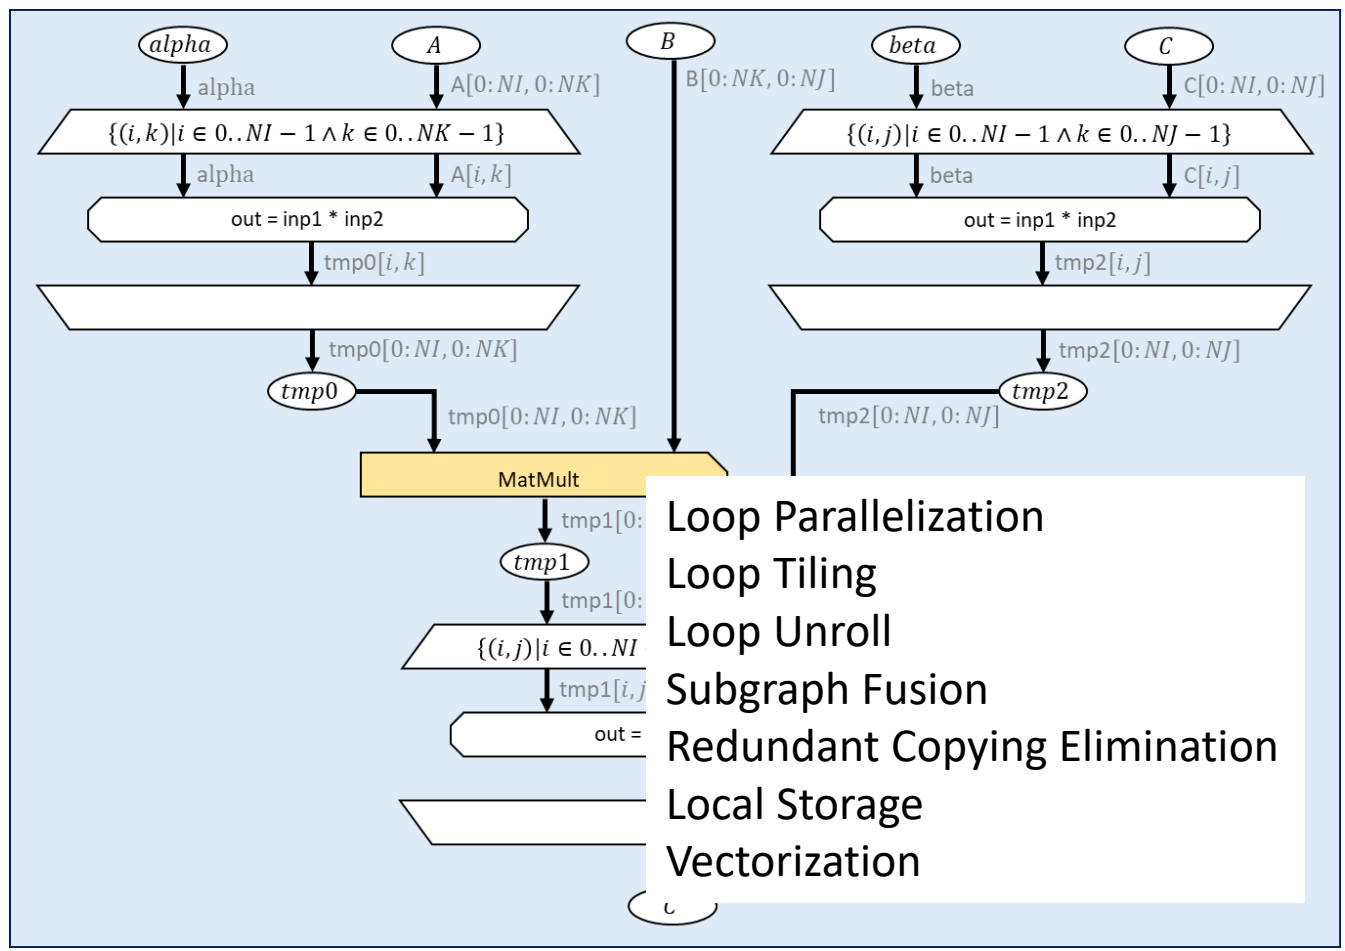 alpha
A
B
beta
C
alpha
A[0: NI, 0: NK]
B[0: NK, 0: NJ]
beta
C[0: NI, 0: NJ]
{(i, k)|i ∈ 0..NI − 1 ∧ k ∈ 0..NK − 1}
{(i, j)|i ∈ 0..NI − 1 ∧ k ∈ 0..NJ − 1}
alpha
A[i, k]
beta
C[i, j]
out = inp1 * inp2
out = inp1 * inp2
tmp0[i, k]
tmp2[i, j]
tmp0[0: NI, 0: NK]
tmp2[0: NI, 0: NJ]
tmp0
tmp2
tmp0[0: NI, 0: NK]
tmp2[0: NI, 0: NJ]
MatMult
tmp1[0:
tmp1
tmp1[0:
{(i, j)|i ∈ 0..NI
tmp1[i, j
out =
Loop Parallelization
Loop Tiling
Loop Unroll
Subgraph Fusion
Redundant Copying Elimination
Local Storage
Vectorization